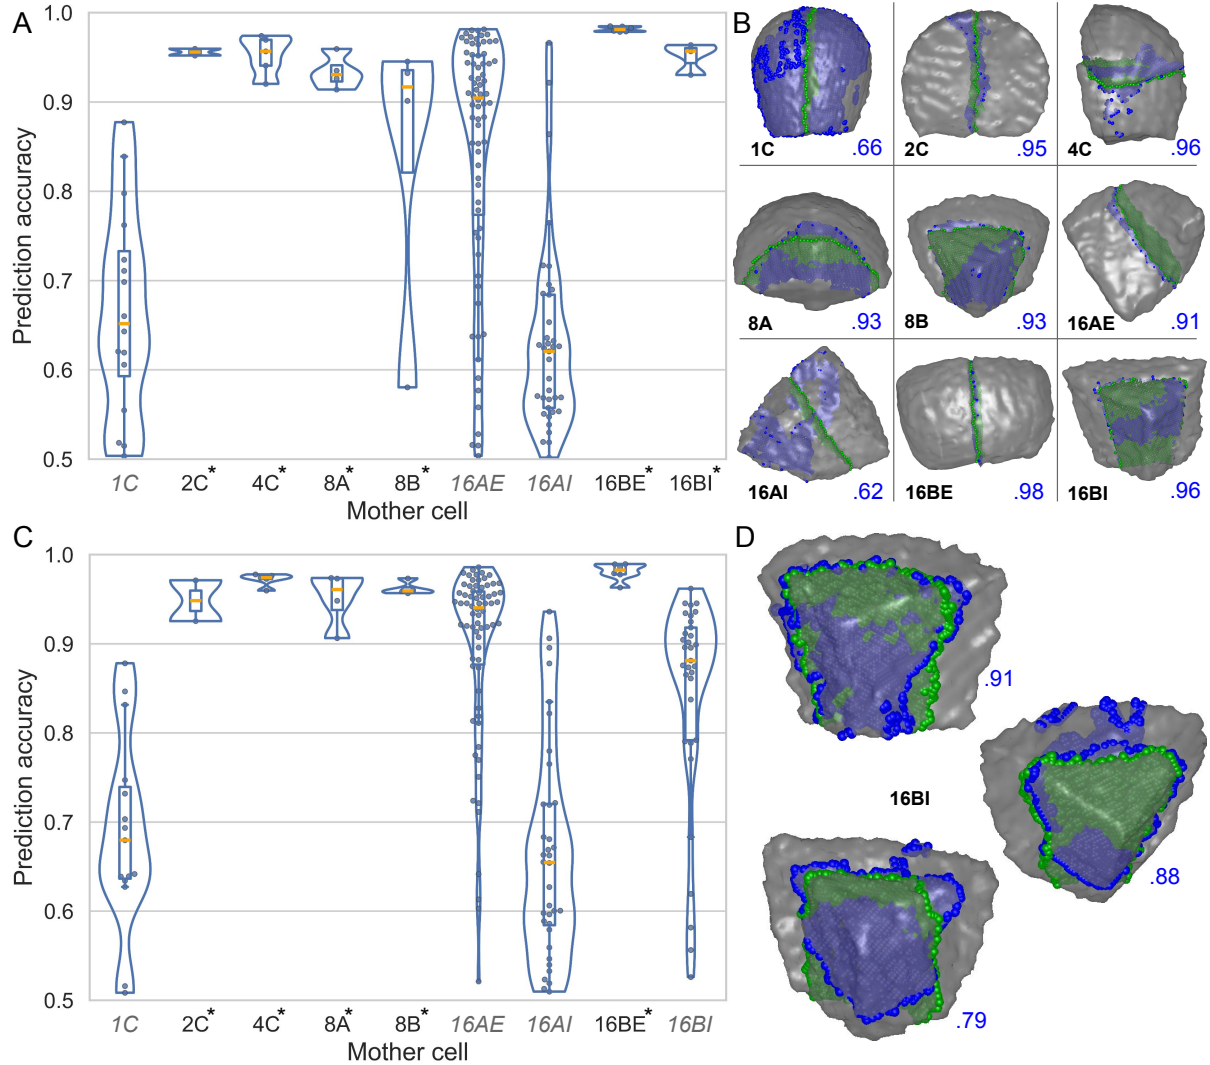 A
1.0
0.9
0.8
0.7
0.6
0.5
Prediction accuracy
1C 2C* 4C* 8A* 8B* 16AE 16AI 16BE* 16BI*
Mother cell
B
1C .66
2C .95
4C .96
8A .93
8B .93
16AE .91
16AI .62
16BE .98
16BI .96
C
1.0
0.9
0.8
0.7
0.6
0.5
Prediction accuracy
1C 2C* 4C* 8A* 8B* 16AE 16AI 16BE* 16BI
Mother cell
D
.91
16BI
.88
.79